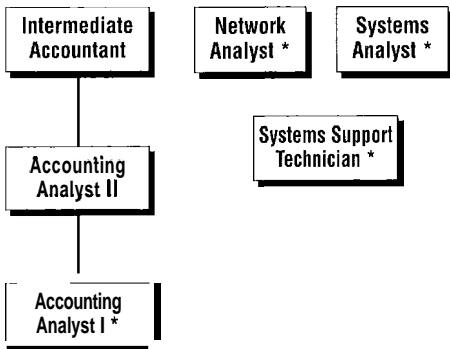 Intermediate
Accountant
Network
Analyst *
Systems
Analyst *
Systems Support
Technician *
Accounting
Analyst II
Accounting
Analyst I *